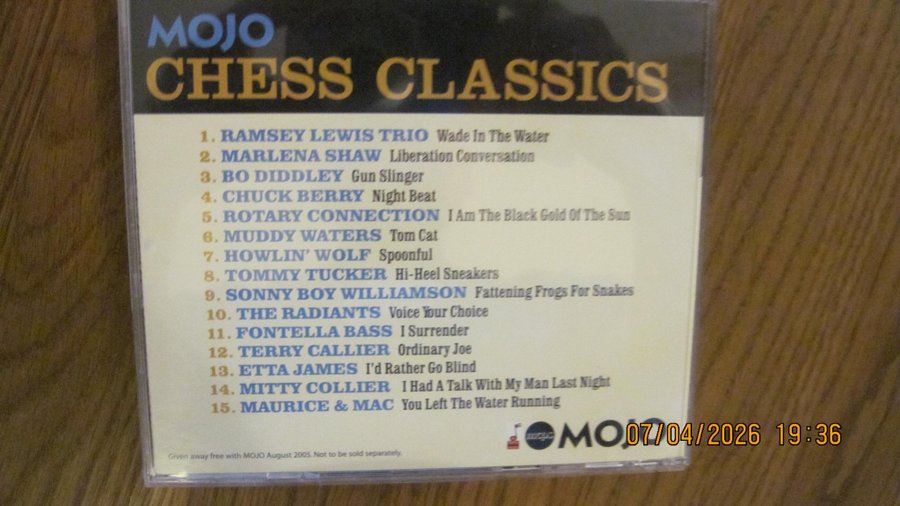 MOJO
CHESS CLASSICS
1. RAMSEY LEWIS TRIO Wade In The Water
2. MARLENA SHAW Liberation Conversation
3. BO DIDDLEY Gun Slinger
4. CHUCK BERRY Night Beat
5. ROTARY CONNECTION I Am The Black Gold Of The Sun
6. MUDDY WATERS Tom Cat
7. HOWLIN' WOLF Spoonful
8. TOMMY TUCKER Hi-Heel Sneakers
9. SONNY BOY WILLIAMSON Fattening Frogs For Snakes
10. THE RADIANTS Voice Your Choice
11. FONTELLA BASS I Surrender
12. TERRY CALLIER Ordinary Joe
13. ETTA JAMES I'd Rather Go Blind
14. MITTY COLLIER I Had A Talk With My Man Last Night
15. MAURICE & MAC You Left The Water Running
mojo MOJO
07/04/2026 19:36
Given away free with MOJO August 2005. Not to be sold separately.